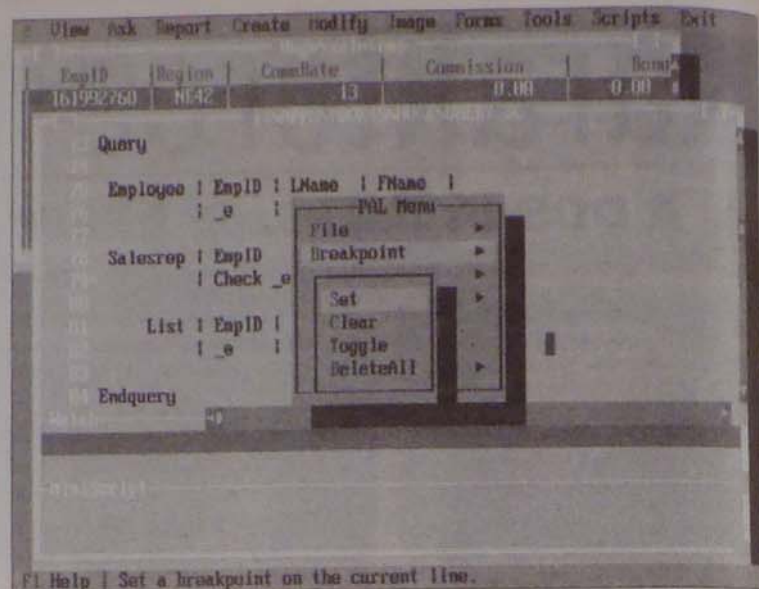 View Ask Report Create Modify Image Forms Tools Scripts Exit
EmpID | Region | CommRate | Commission | Bonu
161992760 | NE42 | 13 | 0.00 | 0.00
Query
Employee | EmpID | LName | FName |
| _e |
PAL Menu
File
Breakpoint
Salesrep | EmpID
| Check _e
Set
Clear
Toggle
DeleteAll
List | EmpID |
| _e |
Endquery
MiniScript
F1 Help | Set a breakpoint on the current line.